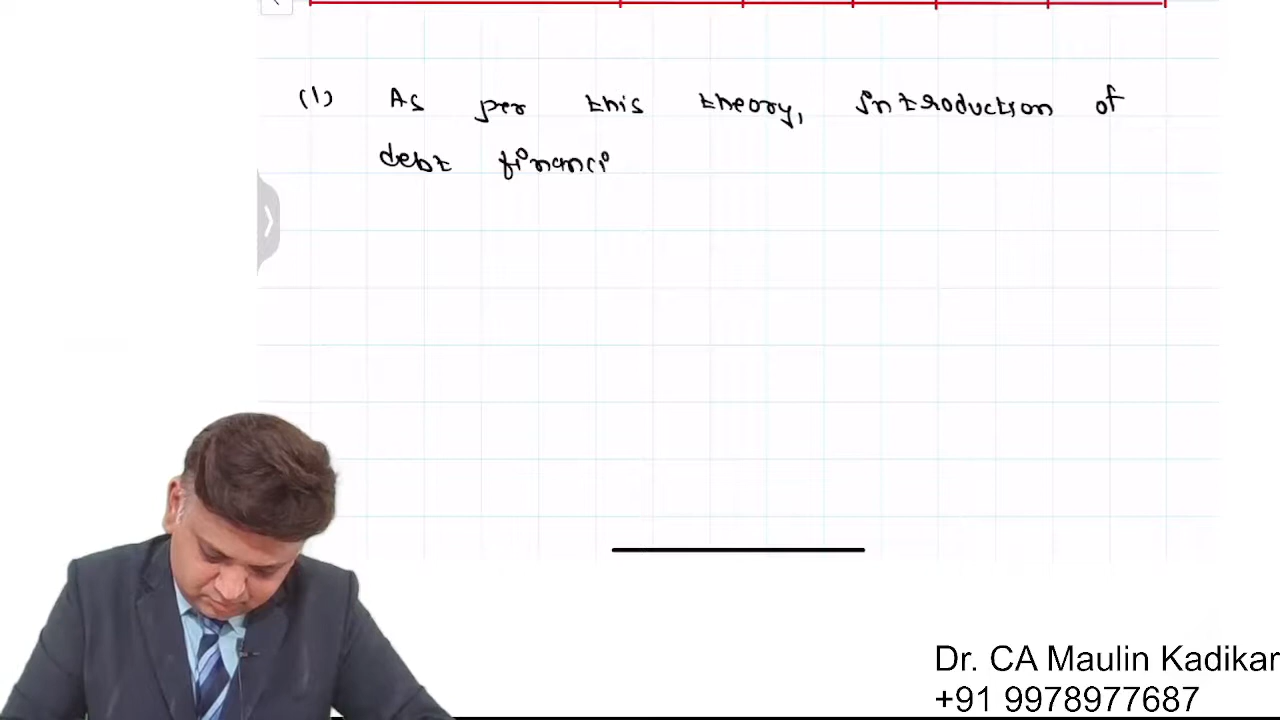 (1) As per this theory, introduction of
debt financi
Dr. CA Maulin Kadikar
+91 9978977687